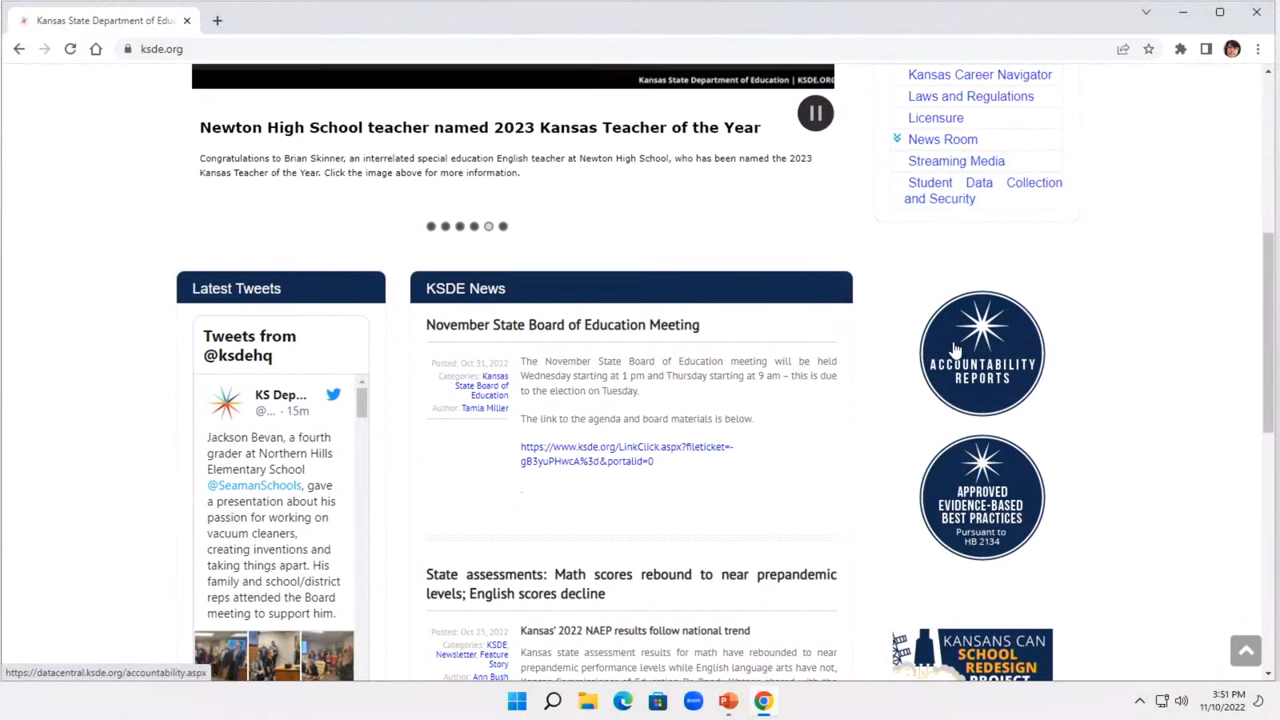 Kansas State Department of Edu
ksde.org
Kansas State Department of Education | KSDE.ORG
Newton High School teacher named 2023 Kansas Teacher of the Year
Congratulations to Brian Skinner, an interrelated special education English teacher at Newton High School, who has been named the 2023
Kansas Teacher of the Year. Click the image above for more information.
Kansas Career Navigator
Laws and Regulations
Licensure
News Room
Streaming Media
Student Data Collection
and Security
Latest Tweets
Tweets from
@ksdehq
KS Dep...
@... · 15m
Jackson Bevan, a fourth
grader at Northern Hills
Elementary School
@SeamanSchools, gave
a presentation about his
passion for working on
vacuum cleaners,
creating inventions and
taking things apart. His
family and school/district
reps attended the Board
meeting to support him.
KSDE News
November State Board of Education Meeting
Posted: Oct 31, 2022
Categories: Kansas
State Board of
Education
Author: Tamla Miller
The November State Board of Education meeting will be held
Wednesday starting at 1 pm and Thursday starting at 9 am – this is due
to the election on Tuesday.
The link to the agenda and board materials is below.
https://www.ksde.org/LinkClick.aspx?fileticket=-
gB3yuPHwcA%3d&portalid=0
.
State assessments: Math scores rebound to near prepandemic
levels; English scores decline
Posted: Oct 25, 2022
Categories: KSDE,
Newsletter, Feature
Story
Author: Ann Bush
Kansas' 2022 NAEP results follow national trend
Kansas state assessment results for math have rebounded to near
prepandemic performance levels while English language arts have not,
ACCOUNTABILITY
REPORTS
APPROVED
EVIDENCE-BASED
BEST PRACTICES
Pursuant to
HB 2134
KANSANS CAN
SCHOOL
REDESIGN
PROJECT
https://datacentral.ksde.org/accountability.aspx
zoom
3:51 PM
11/10/2022